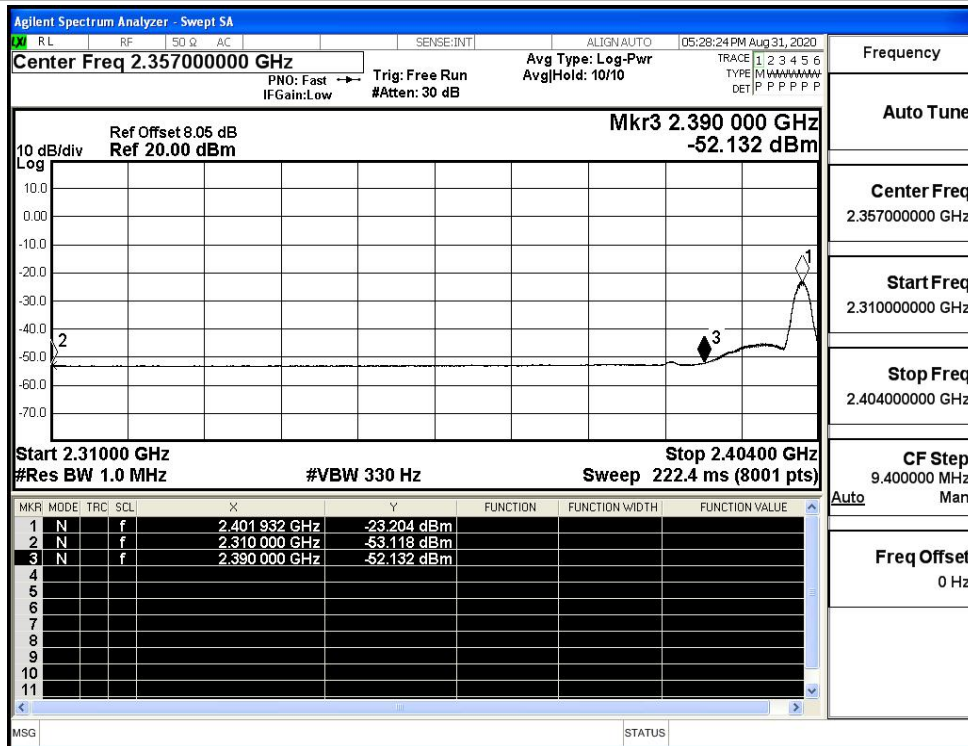 Agilent Spectrum Analyzer - Swept SA
LXI RL RF 50 Ω AC SENSE:INT ALIGN AUTO 05:28:24 PM Aug 31, 2020
Center Freq 2.357000000 GHz
PNO: Fast Trig: Free Run
IFGain:Low #Atten: 30 dB
Avg Type: Log-Pwr
Avg|Hold: 10/10
TRACE 1 2 3 4 5 6
TYPE M WWWWW
DET P P P P P P
Ref Offset 8.05 dB
10 dB/div Ref 20.00 dBm
Log
Mkr3 2.390 000 GHz
-52.132 dBm
10.0
0.00
-10.0
-20.0
-30.0
-40.0
-50.0
-60.0
-70.0
1
2
3
Start 2.31000 GHz Stop 2.40400 GHz
#Res BW 1.0 MHz #VBW 330 Hz Sweep 222.4 ms (8001 pts)
MKR MODE TRC SCL X Y FUNCTION FUNCTION WIDTH FUNCTION VALUE
1 N f 2.401 932 GHz -23.204 dBm
2 N f 2.310 000 GHz -53.118 dBm
3 N f 2.390 000 GHz -52.132 dBm
4
5
6
7
8
9
10
11
MSG STATUS
Frequency
Auto Tune
Center Freq
2.357000000 GHz
Start Freq
2.310000000 GHz
Stop Freq
2.404000000 GHz
CF Step
9.400000 MHz
Auto Man
Freq Offset
0 Hz